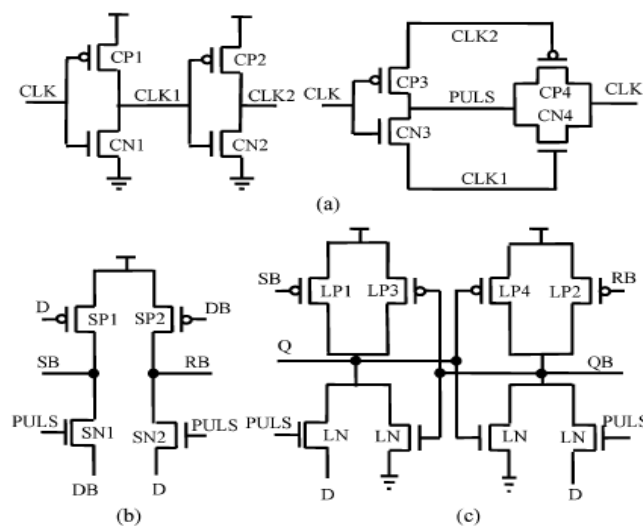 CLK2
CP1
CP2
CP3
CP4
CLK
CLK1
CLK2
CLK
PULS
CLK
CN4
CN1
CN2
CN3
CLK1
(a)
SB
RB
D
DB
SP1
SP2
LP1
LP3
LP4
LP2
SB
RB
Q
QB
PULS
SN1
SN2
PULS
PULS
LN
LN
LN
LN
PULS
DB
D
D
D
(b)
(c)